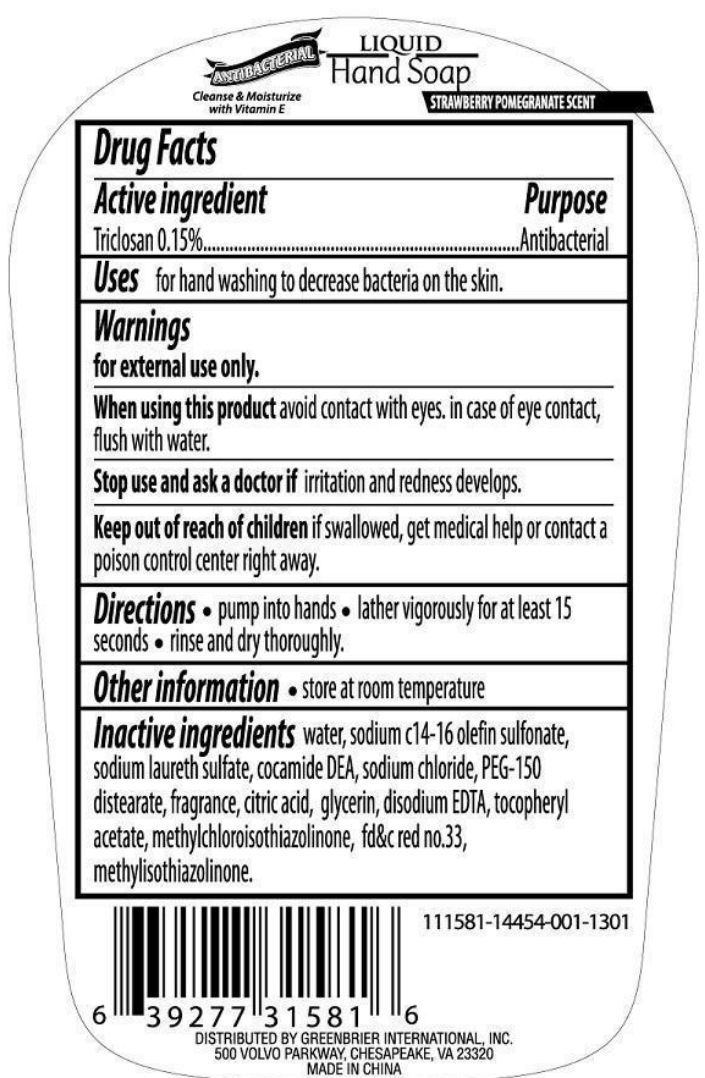 ANTIBACTERIAL
LIQUID
Hand Soap
Cleanse & Moisturize
with Vitamin E
STRAWBERRY POMEGRANATE SCENT
Drug Facts
Active ingredient Purpose
Triclosan 0.15%......................................................................Antibacterial
Uses for hand washing to decrease bacteria on the skin.
Warnings
for external use only.
When using this product avoid contact with eyes. in case of eye contact,
flush with water.
Stop use and ask a doctor if irritation and redness develops.
Keep out of reach of children if swallowed, get medical help or contact a
poison control center right away.
Directions • pump into hands • lather vigorously for at least 15
seconds • rinse and dry thoroughly.
Other information • store at room temperature
Inactive ingredients water, sodium c14-16 olefin sulfonate,
sodium laureth sulfate, cocamide DEA, sodium chloride, PEG-150
distearate, fragrance, citric acid, glycerin, disodium EDTA, tocopheryl
acetate, methylchloroisothiazolinone, fd&c red no.33,
methylisothiazolinone.
111581-14454-001-1301
6 39277 31581 6
DISTRIBUTED BY GREENBRIER INTERNATIONAL, INC.
500 VOLVO PARKWAY, CHESAPEAKE, VA 23320
MADE IN CHINA